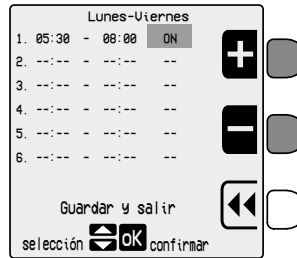 Lunes-Viernes
1. 05:30 - 08:00 ON
2. --:-- - --:-- --
3. --:-- - --:-- --
4. --:-- - --:-- --
5. --:-- - --:-- --
6. --:-- - --:-- --
Guardar y salir
selección OK confirmar